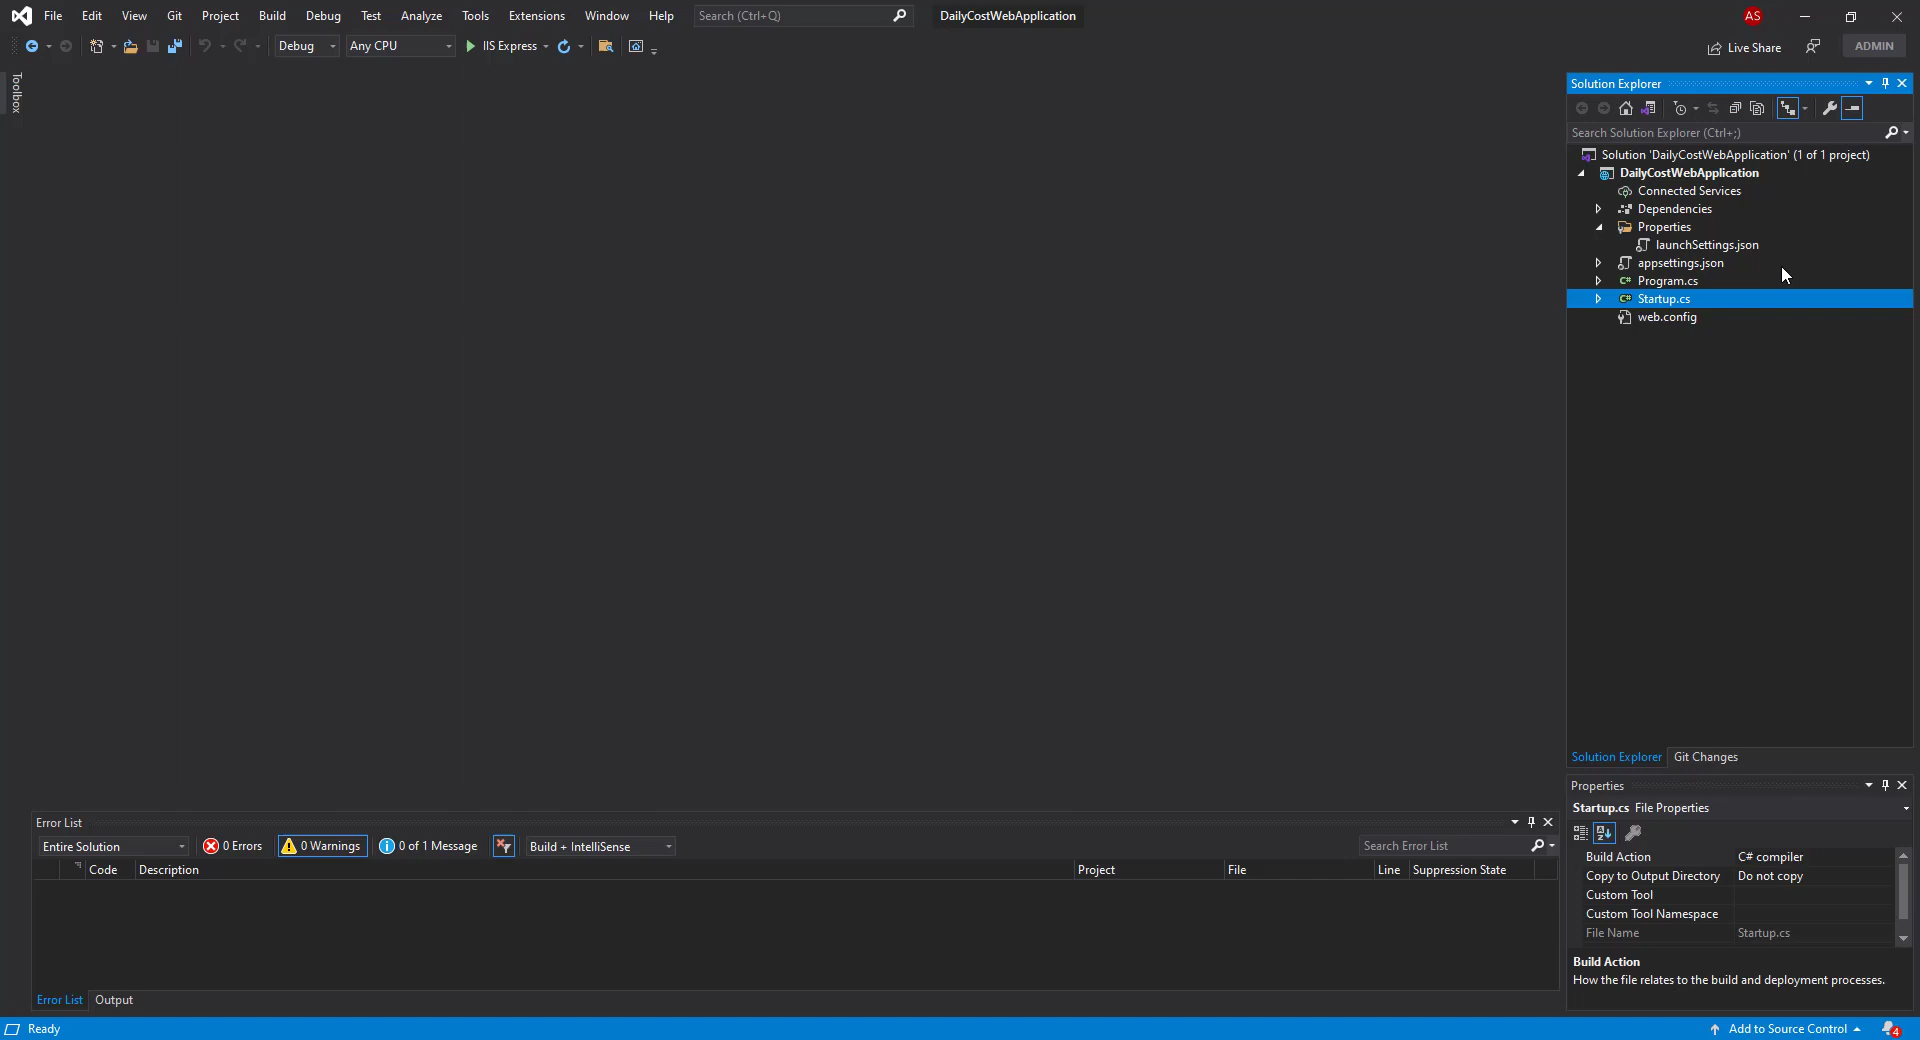 File Edit View Git Project Build Debug Test Analyze Tools Extensions Window Help Search (Ctrl+Q) DailyCostWebApplication AS
Debug Any CPU IIS Express Live Share ADMIN
Toolbox
Solution Explorer
Search Solution Explorer (Ctrl+;)
Solution 'DailyCostWebApplication' (1 of 1 project)
DailyCostWebApplication
Connected Services
Dependencies
Properties
launchSettings.json
appsettings.json
C# Program.cs
C# Startup.cs
web.config
Solution Explorer Git Changes
Properties
Startup.cs File Properties
Build Action C# compiler
Copy to Output Directory Do not copy
Custom Tool
Custom Tool Namespace
File Name Startup.cs
Build Action
How the file relates to the build and deployment processes.
Error List
Entire Solution 0 Errors 0 Warnings 0 of 1 Message Build + IntelliSense Search Error List
Code Description Project File Line Suppression State
Error List Output
Ready Add to Source Control 4